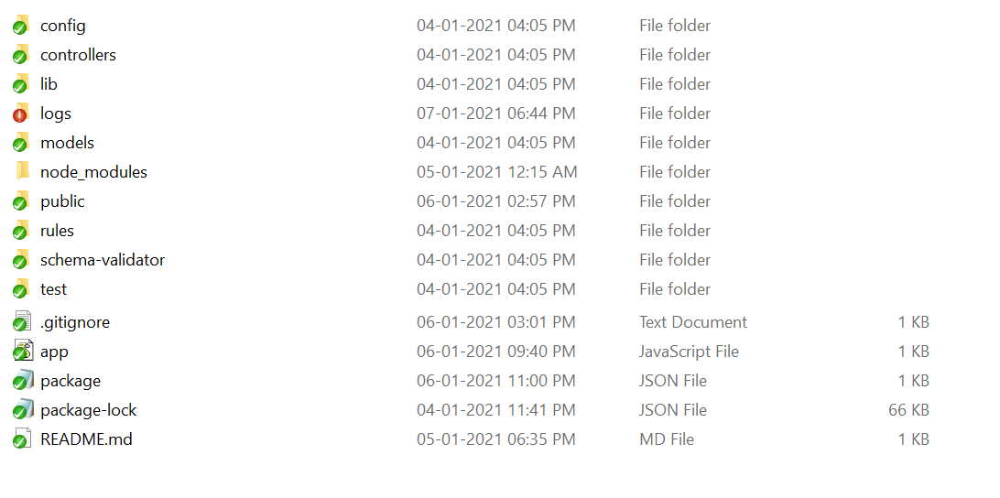 config 04-01-2021 04:05 PM File folder
controllers 04-01-2021 04:05 PM File folder
lib 04-01-2021 04:05 PM File folder
logs 07-01-2021 06:44 PM File folder
models 04-01-2021 04:05 PM File folder
node_modules 05-01-2021 12:15 AM File folder
public 06-01-2021 02:57 PM File folder
rules 04-01-2021 04:05 PM File folder
schema-validator 04-01-2021 04:05 PM File folder
test 04-01-2021 04:05 PM File folder
.gitignore 06-01-2021 03:01 PM Text Document 1 KB
app 06-01-2021 09:40 PM JavaScript File 1 KB
package 06-01-2021 11:00 PM JSON File 1 KB
package-lock 04-01-2021 11:41 PM JSON File 66 KB
README.md 05-01-2021 06:35 PM MD File 1 KB